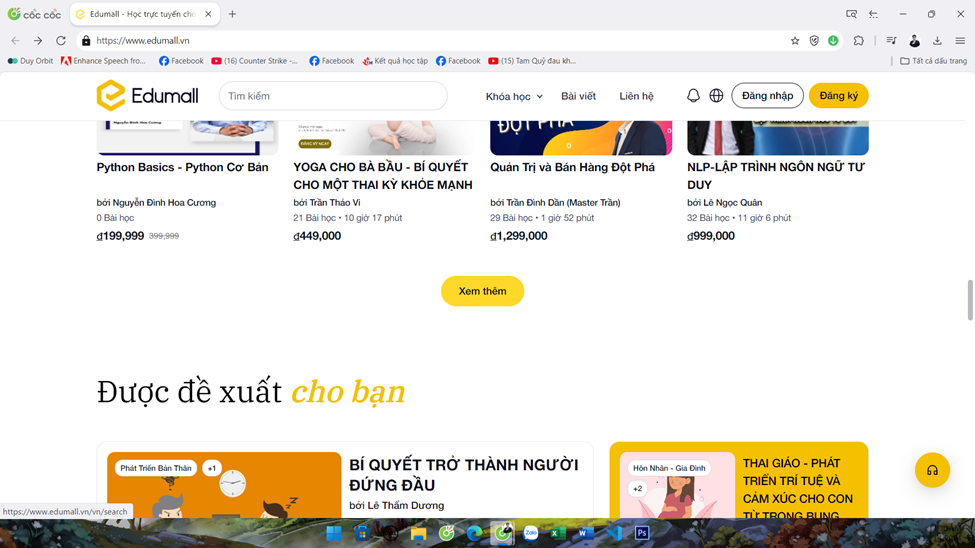 cốc cốc
Edumall - Học trực tuyến cho
https://www.edumall.vn
Duy Orbit
Enhance Speech fro...
Facebook
(16) Counter Strike -...
Facebook
Kết quả học tập
Facebook
(15) Tam Quỷ đau kh...
Tất cả dấu trang
Edumall
Tìm kiếm
Khóa học
Bài viết
Liên hệ
Đăng nhập
Đăng ký
Nguyễn Đình Hoa Cương
ĐĂNG KÝ NGAY
ĐỘT PHÁ
Python Basics - Python Cơ Bản
bởi Nguyễn Đình Hoa Cương
0 Bài học
₫199,999 399,999
YOGA CHO BÀ BẦU - BÍ QUYẾT
CHO MỘT THAI KỲ KHỎE MẠNH
bởi Trần Thảo Vi
21 Bài học • 10 giờ 17 phút
₫449,000
Quản Trị và Bán Hàng Đột Phá
bởi Trần Đình Dần (Master Trần)
29 Bài học • 1 giờ 52 phút
₫1,299,000
NLP-LẬP TRÌNH NGÔN NGỮ TƯ
DUY
bởi Lê Ngọc Quân
32 Bài học • 11 giờ 6 phút
₫999,000
Xem thêm
Được đề xuất cho bạn
Phát Triển Bản Thân
+1
BÍ QUYẾT TRỞ THÀNH NGƯỜI
ĐỨNG ĐẦU
bởi Lê Thẩm Dương
Hôn Nhân - Gia Đình
+2
THAI GIÁO - PHÁT
TRIỂN TRÍ TUỆ VÀ
CẢM XÚC CHO CON
TỪ TRONG BỤNG
https://www.edumall.vn/vn/search
Zalo
Ps